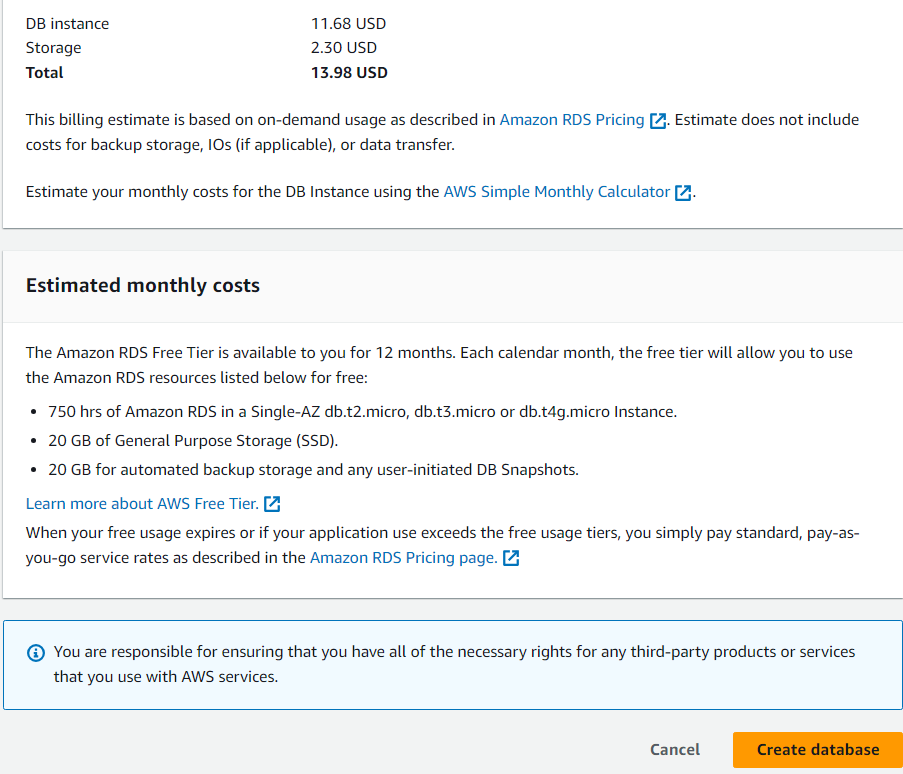 DB instance 11.68 USD
Storage 2.30 USD
Total 13.98 USD
This billing estimate is based on on-demand usage as described in Amazon RDS Pricing. Estimate does not include
costs for backup storage, IOs (if applicable), or data transfer.
Estimate your monthly costs for the DB Instance using the AWS Simple Monthly Calculator.
Estimated monthly costs
The Amazon RDS Free Tier is available to you for 12 months. Each calendar month, the free tier will allow you to use
the Amazon RDS resources listed below for free:
• 750 hrs of Amazon RDS in a Single-AZ db.t2.micro, db.t3.micro or db.t4g.micro Instance.
• 20 GB of General Purpose Storage (SSD).
• 20 GB for automated backup storage and any user-initiated DB Snapshots.
Learn more about AWS Free Tier.
When your free usage expires or if your application use exceeds the free usage tiers, you simply pay standard, pay-as-
you-go service rates as described in the Amazon RDS Pricing page.
You are responsible for ensuring that you have all of the necessary rights for any third-party products or services
that you use with AWS services.
Cancel Create database